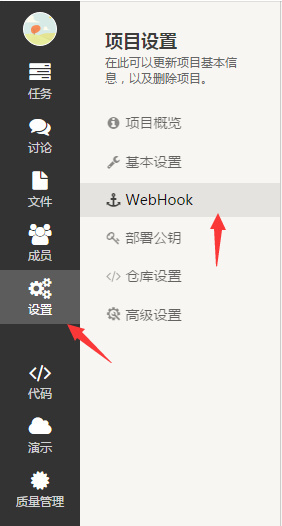 任务
讨论
文件
成员
设置
代码
演示
质量管理
项目设置
在此可以更新项目基本信
息，以及删除项目。
项目概览
基本设置
WebHook
部署公钥
仓库设置
高级设置